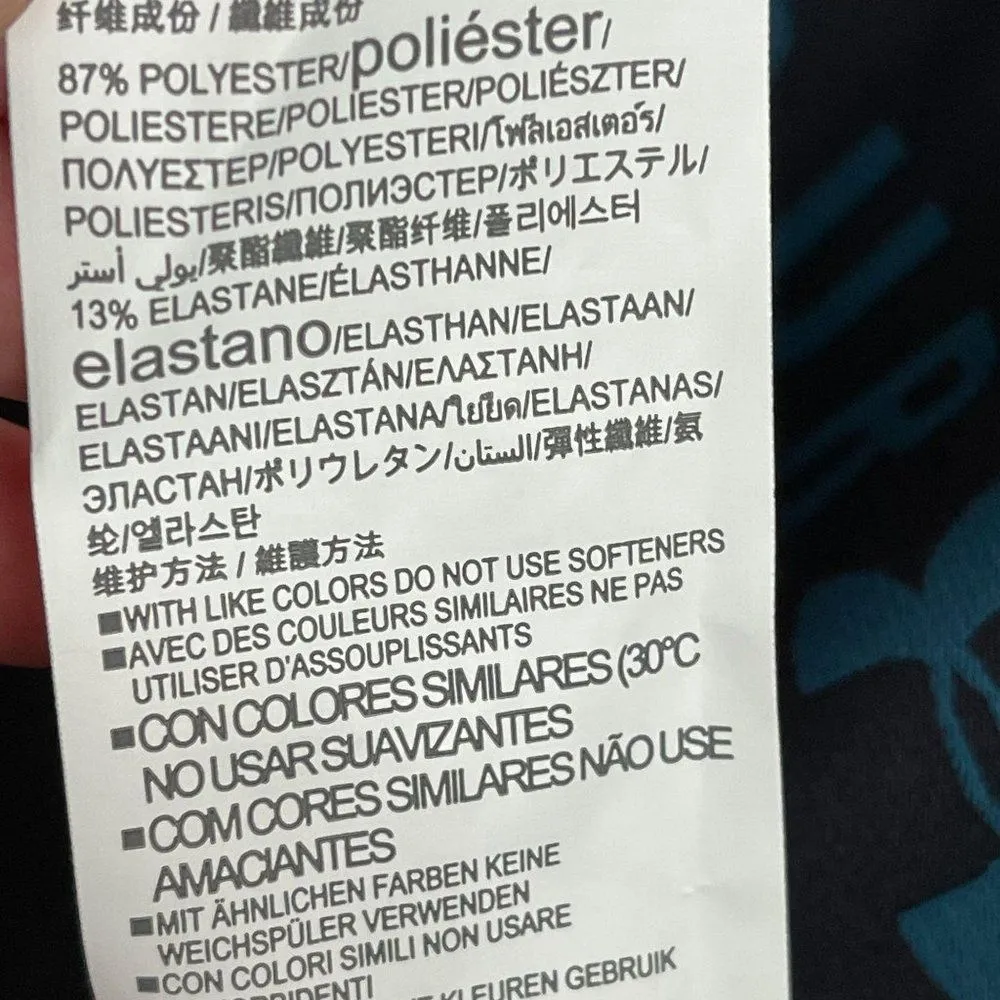 纤维成份 / 纖維成份
87% POLYESTER/poliéster/
POLIESTERE/POLIESTER/POLIÉSZTER/
ΠΟΛΥΕΣΤΕΡ/POLYESTERI/โพลีเอสเตอร์/
POLIESTERIS/ПОЛИЭСТЕР/ポリエステル/
بولي أستر/聚酯纖維/聚酯纤维/폴리에스터
13% ELASTANE/ÉLASTHANNE/
elastano/ELASTHAN/ELASTAAN/
ELASTAN/ELASZTÁN/ΕΛΑΣΤΑΝΗ/
ELASTAANI/ELASTANA/ใยยืด/ELASTANAS/
ЭЛАСТАН/ポリウレタン/الستان/彈性纖維/氨
纶/엘라스탄
维护方法 / 維護方法
■WITH LIKE COLORS DO NOT USE SOFTENERS
■AVEC DES COULEURS SIMILAIRES NE PAS
UTILISER D'ASSOUPLISSANTS
■CON COLORES SIMILARES (30°C
NO USAR SUAVIZANTES
■COM CORES SIMILARES NÃO USE
AMACIANTES
■MIT ÄHNLICHEN FARBEN KEINE
WEICHSPÜLER VERWENDEN
■CON COLORI SIMILI NON USARE
KLEUREN GEBRUIK